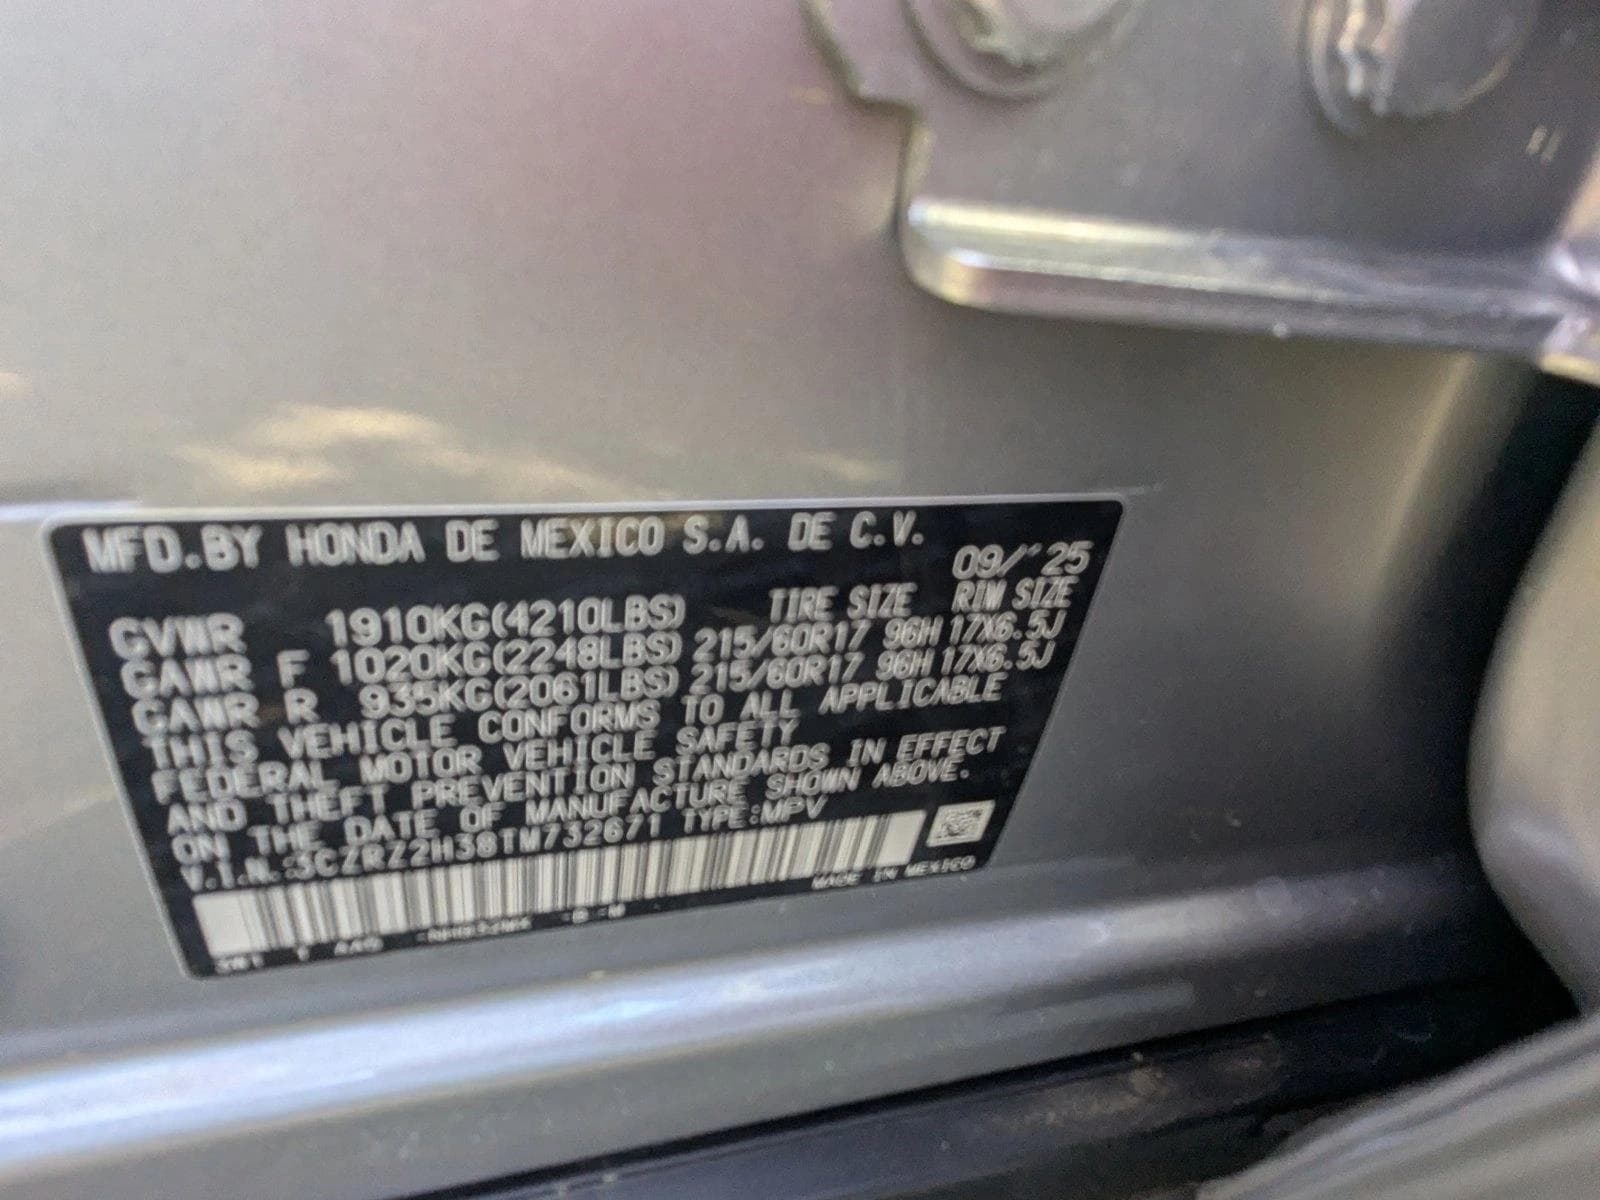 MFD.BY HONDA DE MEXICO S.A. DE C.V.
09/'25
GVWR 1910KG(4210LBS) TIRE SIZE RIM SIZE
GAWR F 1020KG(2248LBS) 215/60R17 96H 17X6.5J
GAWR R 935KG(2061LBS) 215/60R17 96H 17X6.5J
THIS VEHICLE CONFORMS TO ALL APPLICABLE
FEDERAL MOTOR VEHICLE SAFETY
AND THEFT PREVENTION STANDARDS IN EFFECT
ON THE DATE OF MANUFACTURE SHOWN ABOVE.
V.I.N.:3CZRZ2H38TM732671 TYPE:MPV
MADE IN MEXICO